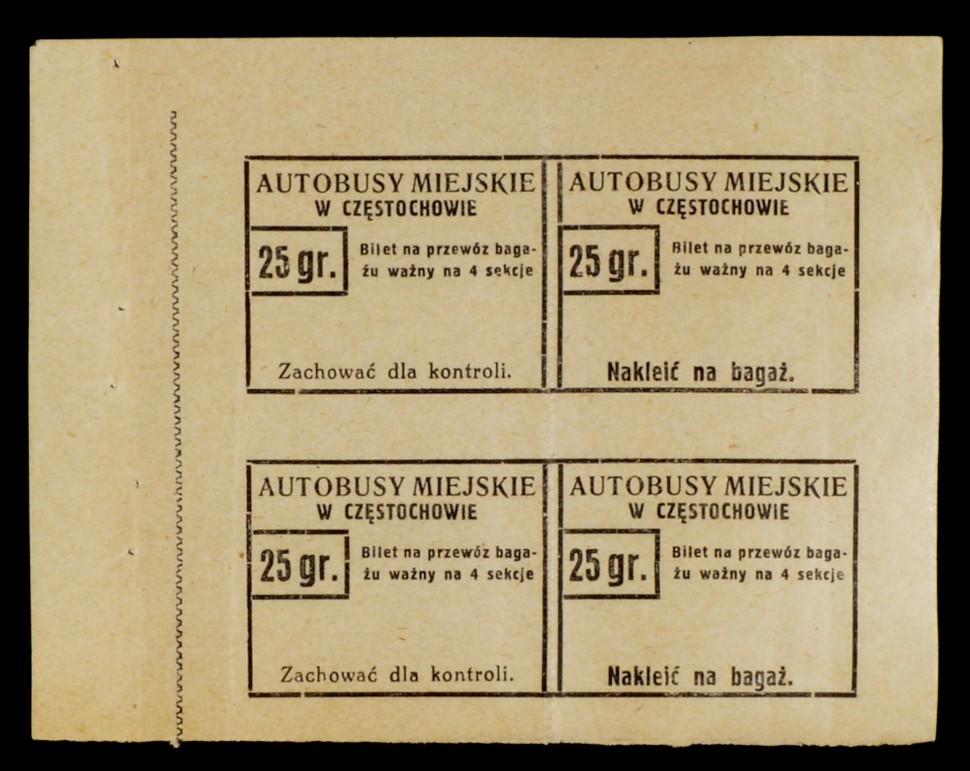 AUTOBUSY MIEJSKIE
W CZĘSTOCHOWIE
25 gr.
Bilet na przewóz baga-
żu ważny na 4 sekcje
Zachować dla kontroli.
AUTOBUSY MIEJSKIE
W CZĘSTOCHOWIE
25 gr.
Bilet na przewóz baga-
żu ważny na 4 sekcje
Nakleić na bagaż.
AUTOBUSY MIEJSKIE
W CZĘSTOCHOWIE
25 gr.
Bilet na przewóz baga-
żu ważny na 4 sekcje
Zachować dla kontroli.
AUTOBUSY MIEJSKIE
W CZĘSTOCHOWIE
25 gr.
Bilet na przewóz baga-
żu ważny na 4 sekcje
Nakleić na bagaż.